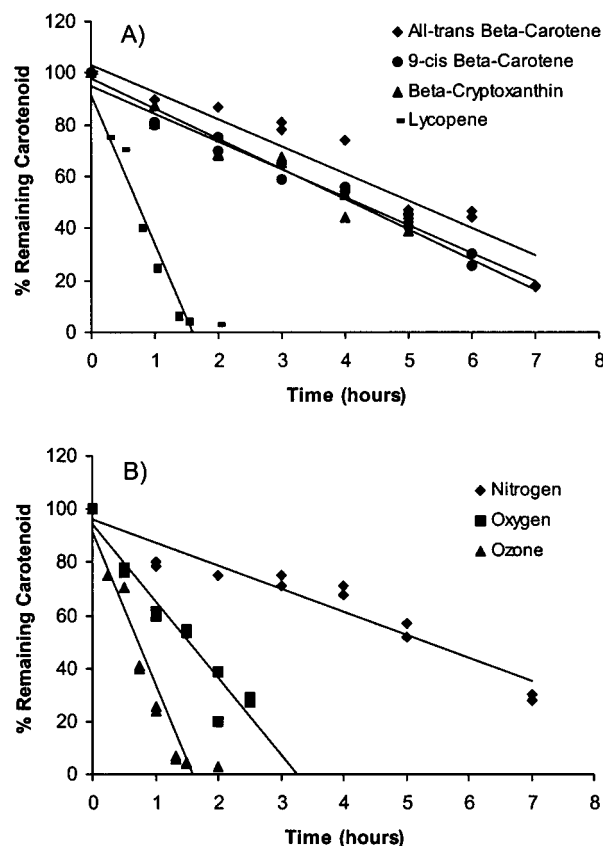 A)
All-trans Beta-Carotene
9-cis Beta-Carotene
Beta-Cryptoxanthin
Lycopene
% Remaining Carotenoid
120
100
80
60
40
20
0
0 1 2 3 4 5 6 7 8
Time (hours)
B)
Nitrogen
Oxygen
Ozone
% Remaining Carotenoid
120
100
80
60
40
20
0
0 1 2 3 4 5 6 7 8
Time (hours)